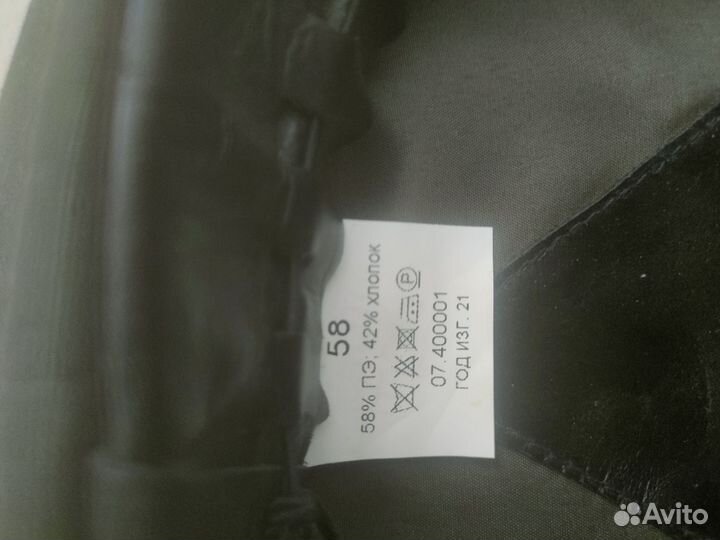 58
58% ПЭ; 42% хлопок
P
07.400001
ГОД ИЗГ. 21
Avito